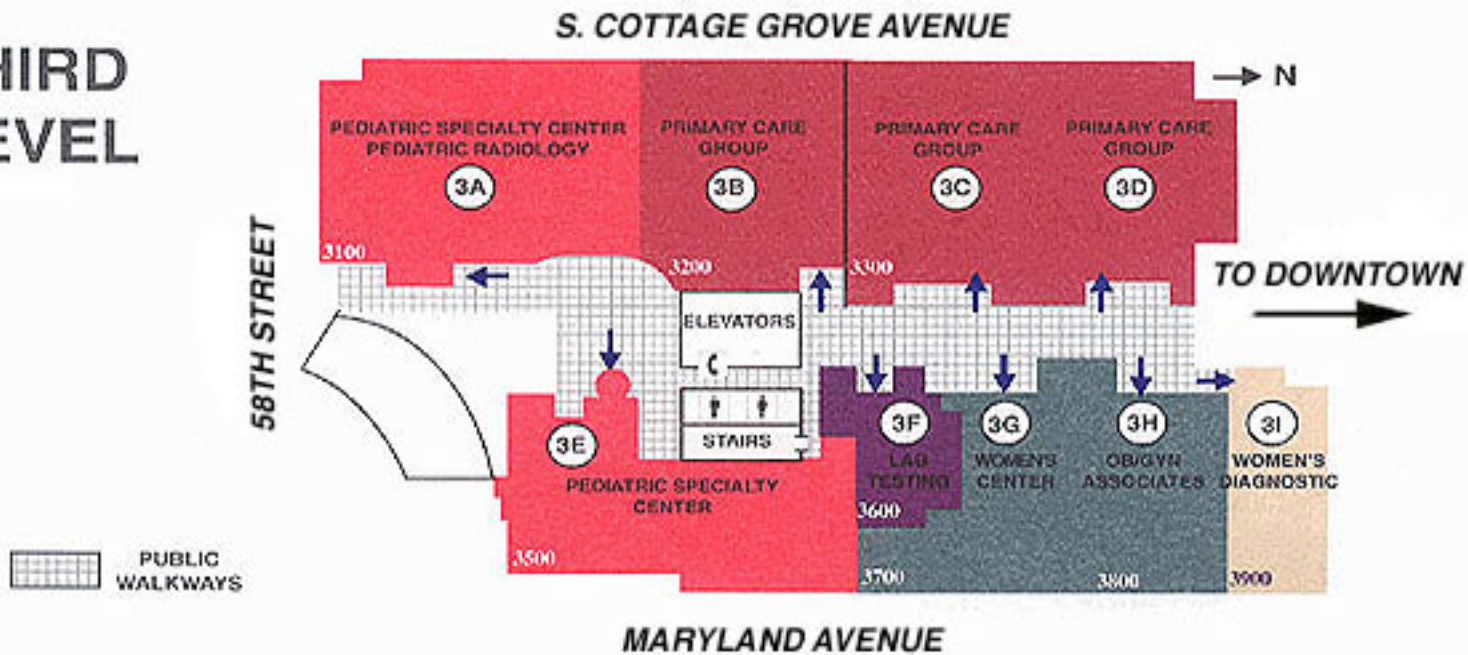 S. COTTAGE GROVE AVENUE
HIRD
EVEL
N
PEDIATRIC SPECIALTY CENTER
PEDIATRIC RADIOLOGY
3A
3100
PRIMARY CARE
GROUP
3B
3200
PRIMARY CARE
GROUP
3C
3300
PRIMARY CARE
GROUP
3D
58TH STREET
TO DOWNTOWN
ELEVATORS
STAIRS
3E
PEDIATRIC SPECIALTY
CENTER
3500
3F
LAB
TESTING
3600
3G
WOMEN'S
CENTER
3700
3H
OB/GYN
ASSOCIATES
3800
3I
WOMEN'S
DIAGNOSTIC
3900
PUBLIC
WALKWAYS
MARYLAND AVENUE